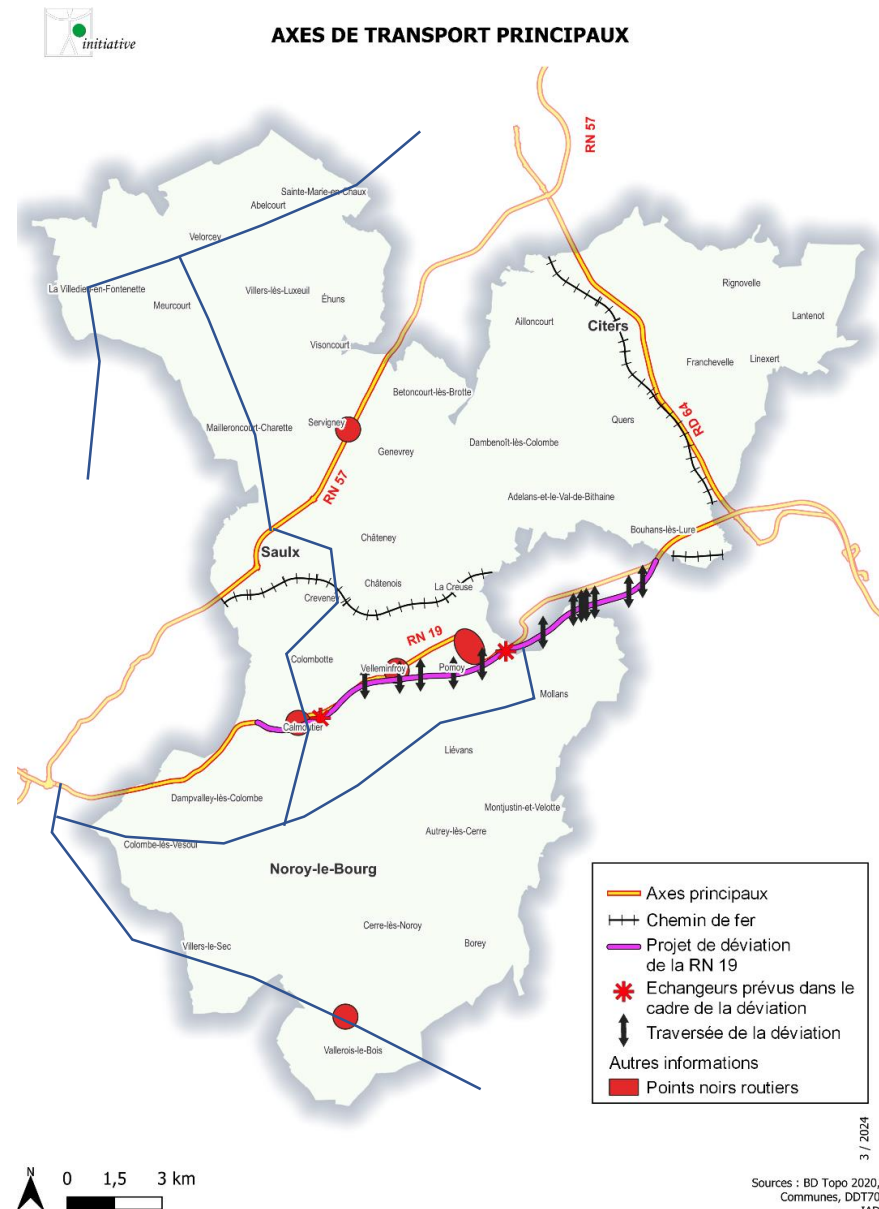 initiative
AXES DE TRANSPORT PRINCIPAUX
RN 57
Sainte-Marie-en-Chaux
Abelcourt
Velorcey
La Villedieu-en-Fontenette
Villers-lès-Luxeuil
Éhuns
Meurcourt
Rignovelle
Lantenot
Ailloncourt
Citers
Visoncourt
Franchevelle
Linexert
Betoncourt-lès-Brotte
RD 64
Quers
Servigney
Mailleroncourt-Charette
Dambenoît-lès-Colombe
Genevrey
RN 57
Adelans-et-le-Val-de-Bithaine
Bouhans-lès-Lure
Châteney
Saulx
Châtenois
La Creuse
Creveney
RN 19
Colombotte
Velleminfroy
Pomoy
Mollans
Calmoutier
Liévans
Dampvalley-lès-Colombe
Montjustin-et-Velotte
Autrey-lès-Cerre
Colombe-lès-Vesoul
Noroy-le-Bourg
Cerre-lès-Noroy
Borey
Villers-le-Sec
Vallerois-le-Bois
Axes principaux
Chemin de fer
Projet de déviation
de la RN 19
Echangeurs prévus dans le
cadre de la déviation
Traversée de la déviation
Autres informations
Points noirs routiers
3 / 2024
N
0 1,5 3 km
Sources : BD Topo 2020,
Communes, DDT70